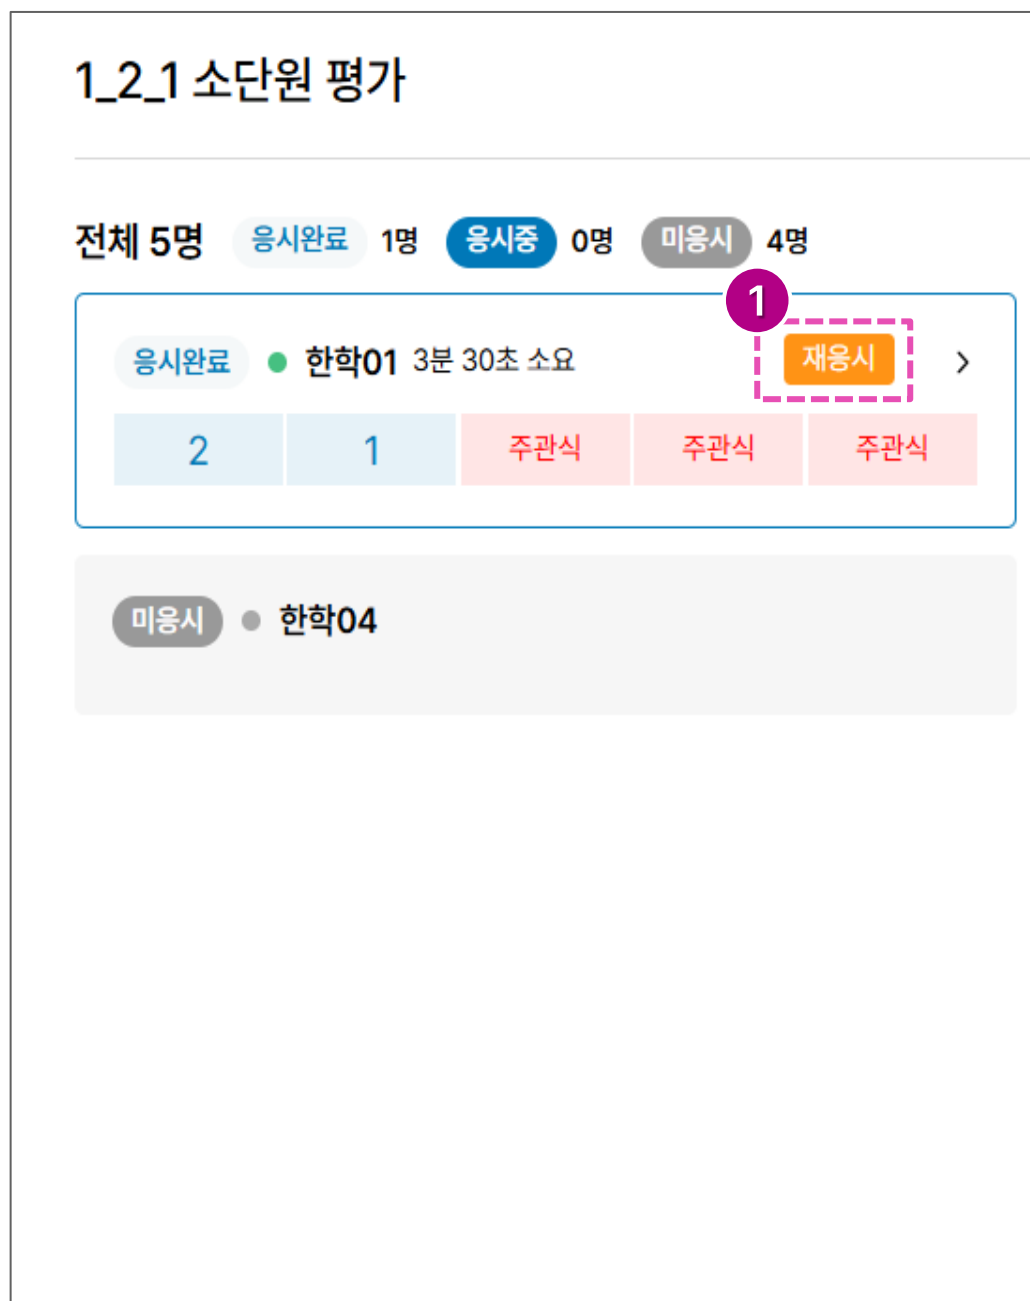 1_2_1 소단원 평가
전체 5명 응시완료 1명 응시중 0명 미응시 4명
1
응시완료 한학01 3분 30초 소요 재응시 >
2 1 주관식 주관식 주관식
미응시 한학04